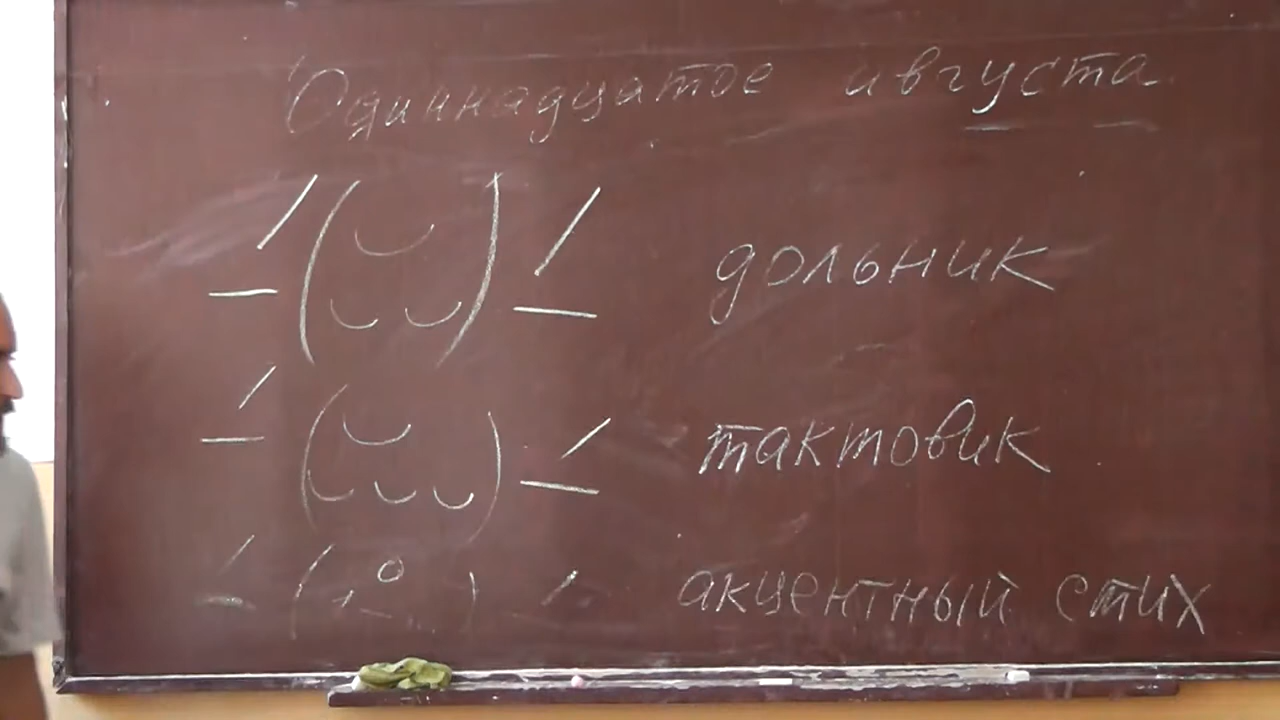 Одиннадцатое августа
дольник
тактовик
акцентный стих